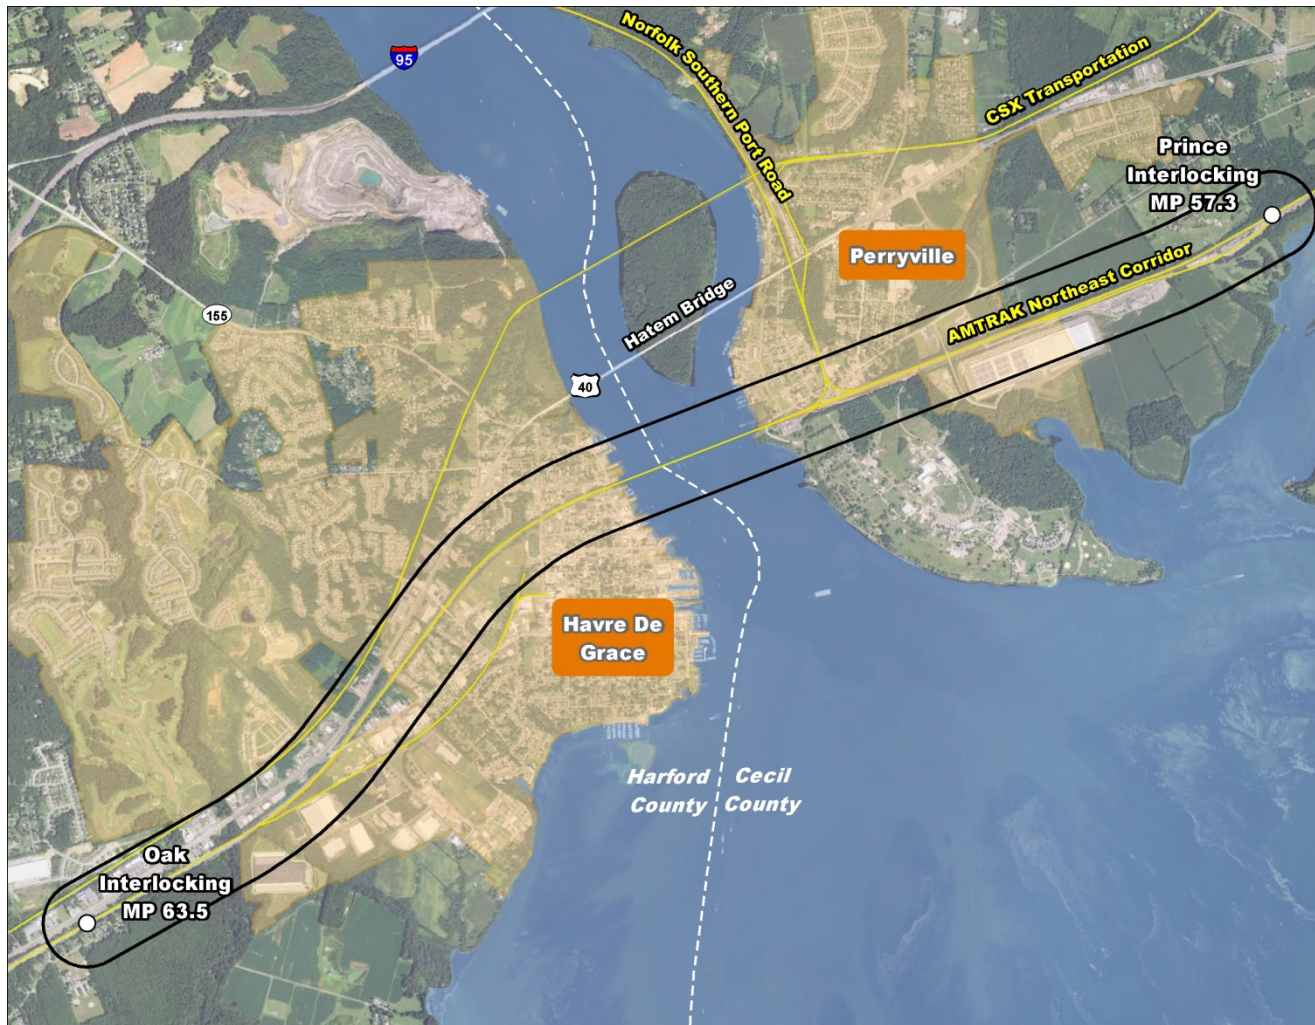 95
Norfolk Southern Port Road
CSX Transportation
Prince
Interlocking
MP 57.3
Perryville
155
Hatem Bridge
AMTRAK Northeast Corridor
40
Havre De
Grace
Harford
County
Cecil
County
Oak
Interlocking
MP 63.5